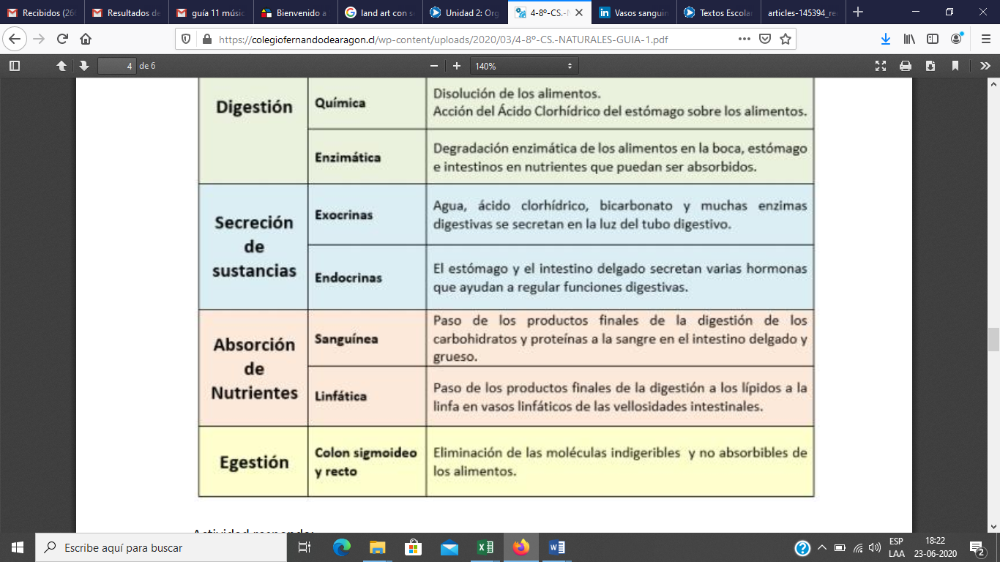 Recibidos (26
Resultados de
guía 11 músic
Bienvenido a
land art con s
Unidad 2: Org
4-8º-CS.-N
Vasos sanguin
Textos Escolar
articles-145394_re
https://colegiofernandodearagon.cl/wp-content/uploads/2020/03/4-8º-CS.-NATURALES-GUIA-1.pdf
4 de 6
140%
Digestión
Química
Disolución de los alimentos.
Acción del Ácido Clorhídrico del estómago sobre los alimentos.
Enzimática
Degradación enzimática de los alimentos en la boca, estómago
e intestinos en nutrientes que puedan ser absorbidos.
Secreción
de
sustancias
Exocrinas
Agua, ácido clorhídrico, bicarbonato y muchas enzimas
digestivas se secretan en la luz del tubo digestivo.
Endocrinas
El estómago y el intestino delgado secretan varias hormonas
que ayudan a regular funciones digestivas.
Absorción
de
Nutrientes
Sanguínea
Paso de los productos finales de la digestión de los
carbohidratos y proteínas a la sangre en el intestino delgado y
grueso.
Linfática
Paso de los productos finales de la digestión a los lípidos a la
linfa en vasos linfáticos de las vellosidades intestinales.
Egestión
Colon sigmoideo
y recto
Eliminación de las moléculas indigeribles y no absorbibles de
los alimentos.
Actividad responde:
Escribe aquí para buscar
ESP
LAA
18:22
23-06-2020
2